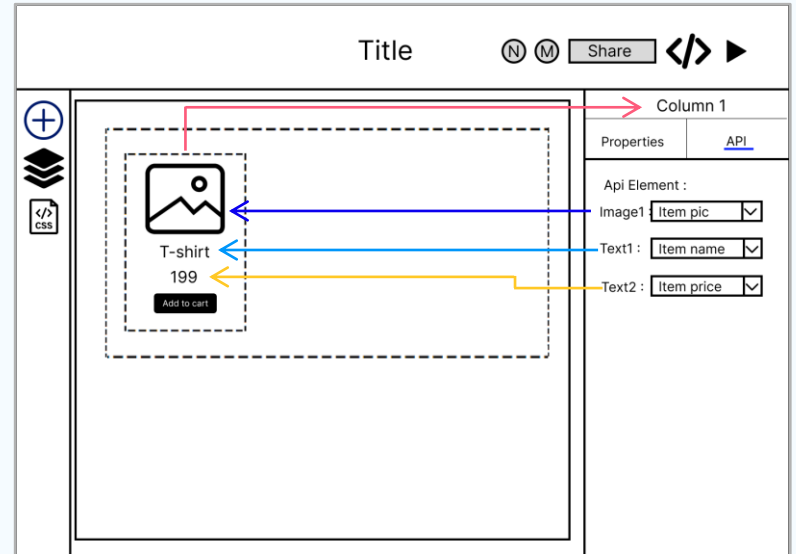 Title
N M Share </>
Column 1
Properties API
</>
CSS
Api Element :
Image1 : Item pic
T-shirt
Text1 : Item name
199
Text2 : Item price
Add to cart